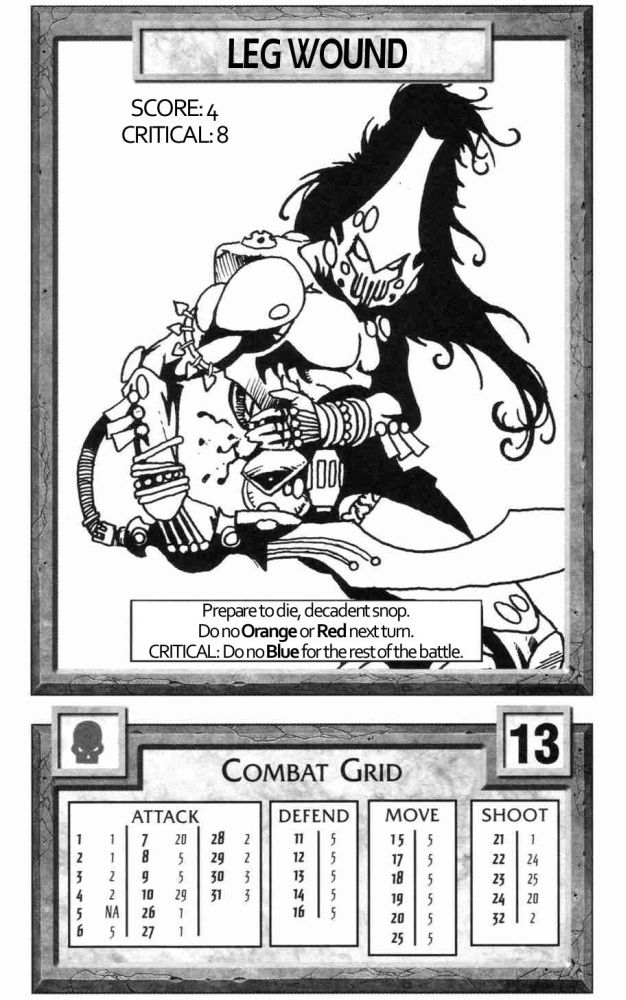 LEG WOUND
SCORE: 4
CRITICAL: 8
Prepare to die, decadent snop.
Do no Orange or Red next turn.
CRITICAL: Do no Blue for the rest of the battle.
13
COMBAT GRID
ATTACK
1 1 7 20 28 2
2 1 8 5 29 2
3 2 9 5 30 3
4 2 10 29 31 3
5 NA 26 1
6 5 27 1
DEFEND
11 5
12 5
13 5
14 5
16 5
MOVE
15 5
17 5
18 5
19 5
20 5
25 5
SHOOT
21 1
22 24
23 25
24 20
32 2